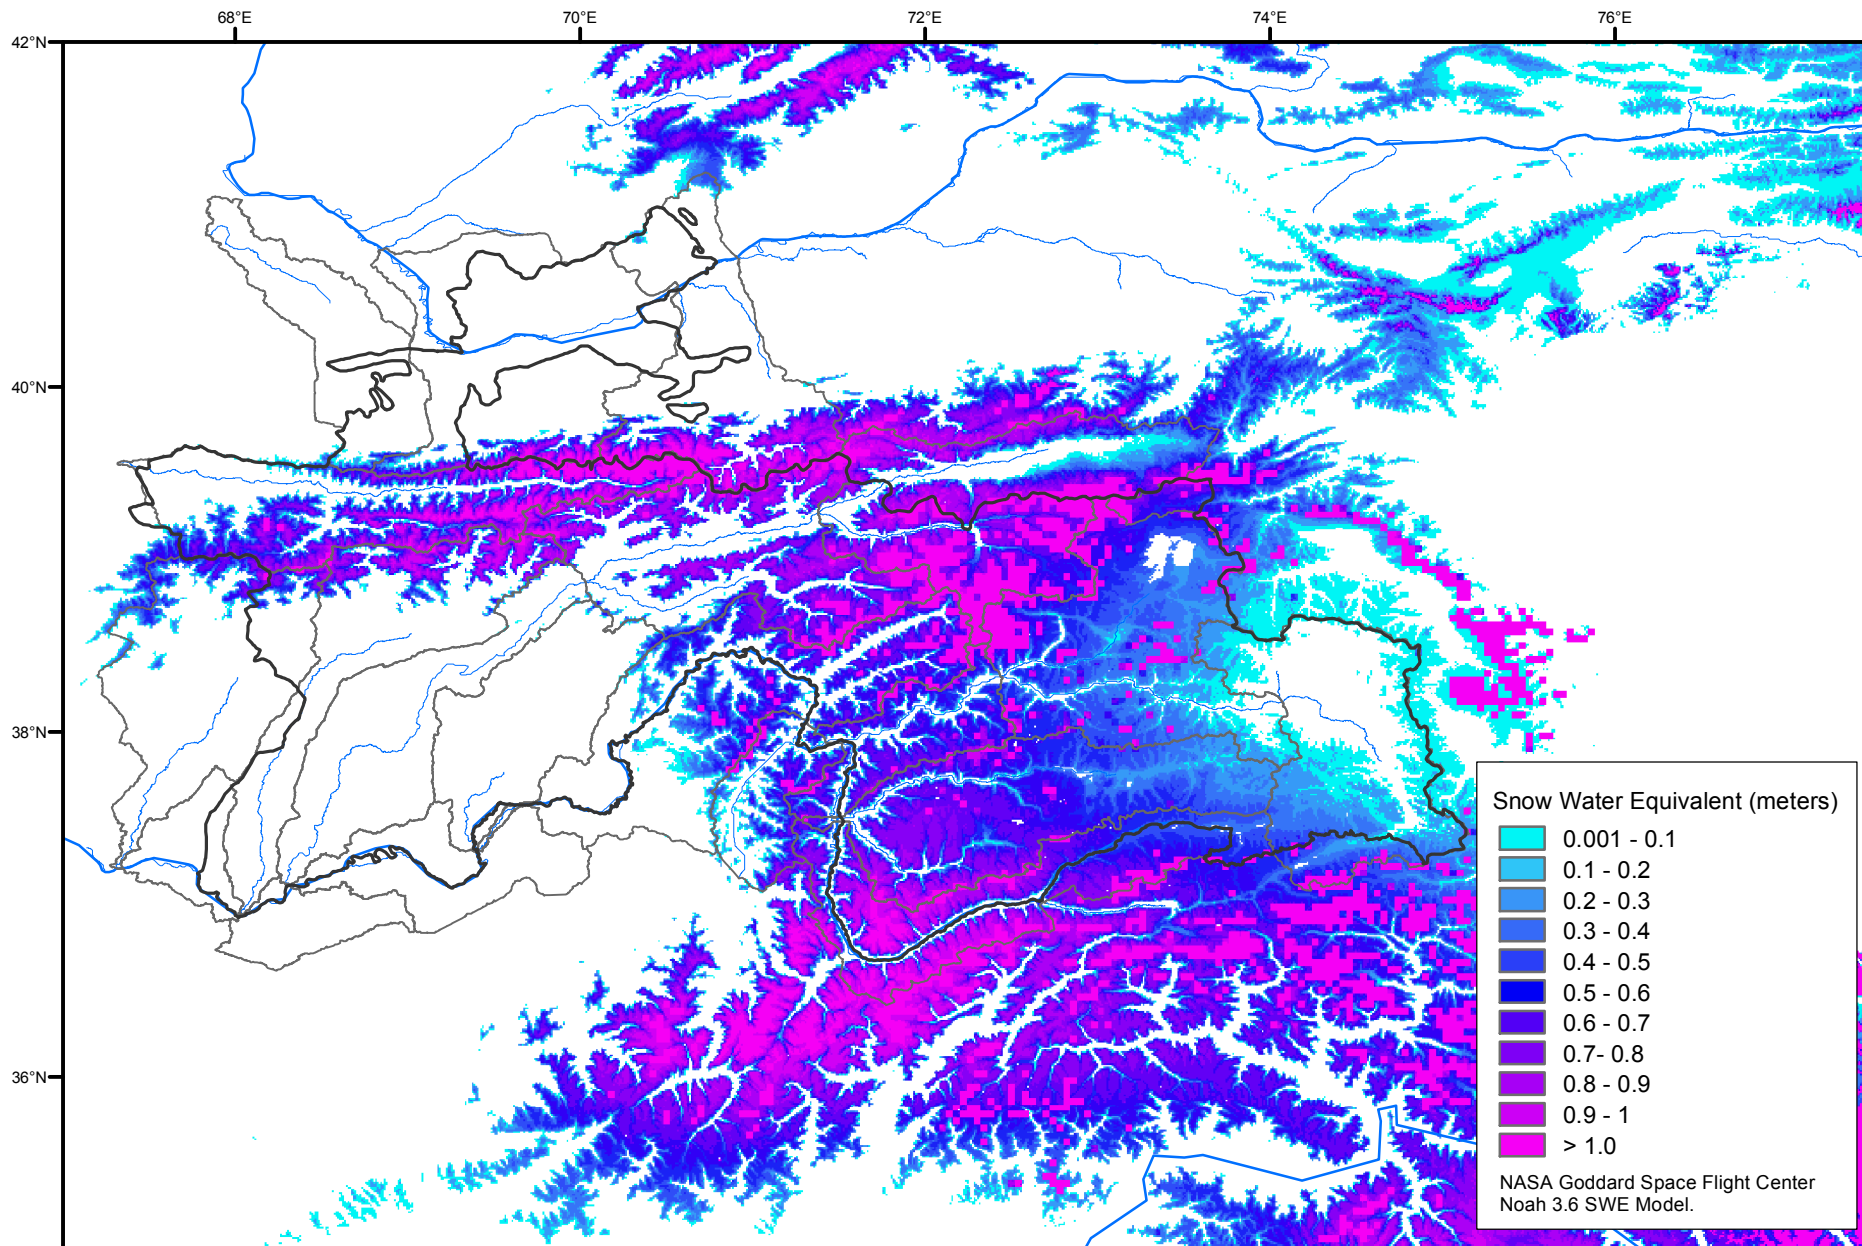 68°E 70°E 72°E 74°E 76°E
42°N
40°N
38°N
36°N
Snow Water Equivalent (meters)
0.001 - 0.1
0.1 - 0.2
0.2 - 0.3
0.3 - 0.4
0.4 - 0.5
0.5 - 0.6
0.6 - 0.7
0.7- 0.8
0.8 - 0.9
0.9 - 1
> 1.0
NASA Goddard Space Flight Center
Noah 3.6 SWE Model.